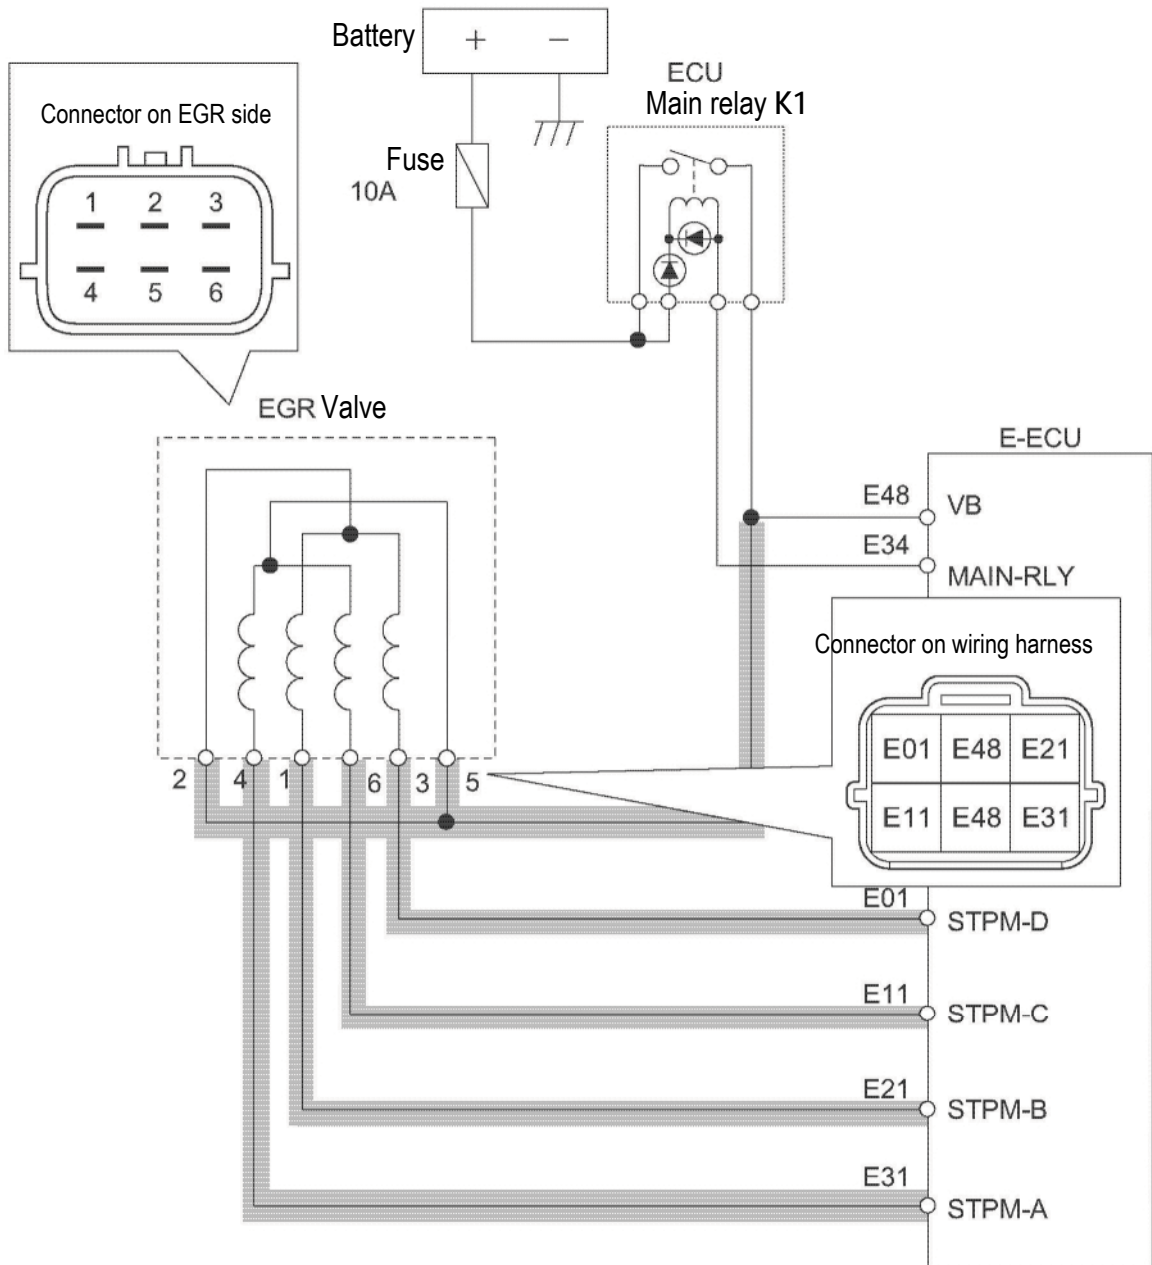 Battery
+ −
ECU
Main relay K1
Connector on EGR side
Fuse
10A
1 2 3
4 5 6
EGR Valve
E-ECU
E48
VB
E34
MAIN-RLY
Connector on wiring harness
E01 E48 E21
E11 E48 E31
2 4 1 6 3 5
E01
STPM-D
E11
STPM-C
E21
STPM-B
E31
STPM-A